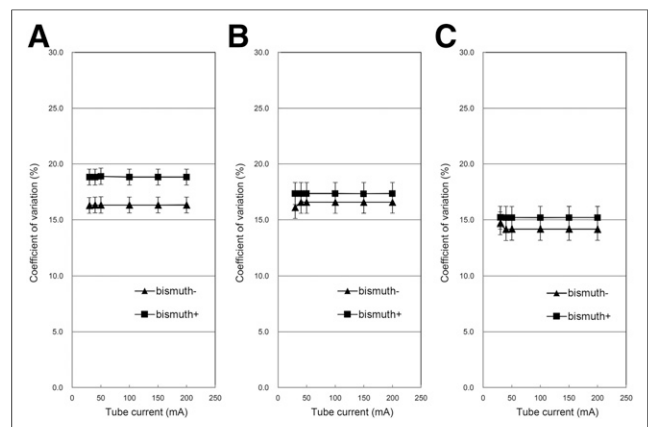 A
30.0
25.0
20.0
15.0
10.0
5.0
0.0
Coefficient of variation (%)
bismuth-
bismuth+
0
50
100
150
200
250
Tube current (mA)
B
30.0
25.0
20.0
15.0
10.0
5.0
0.0
Coefficient of variation (%)
bismuth-
bismuth+
0
50
100
150
200
250
Tube current (mA)
C
30.0
25.0
20.0
15.0
10.0
5.0
0.0
Coefficient of variation (%)
bismuth-
bismuth+
0
50
100
150
200
250
Tube current (mA)